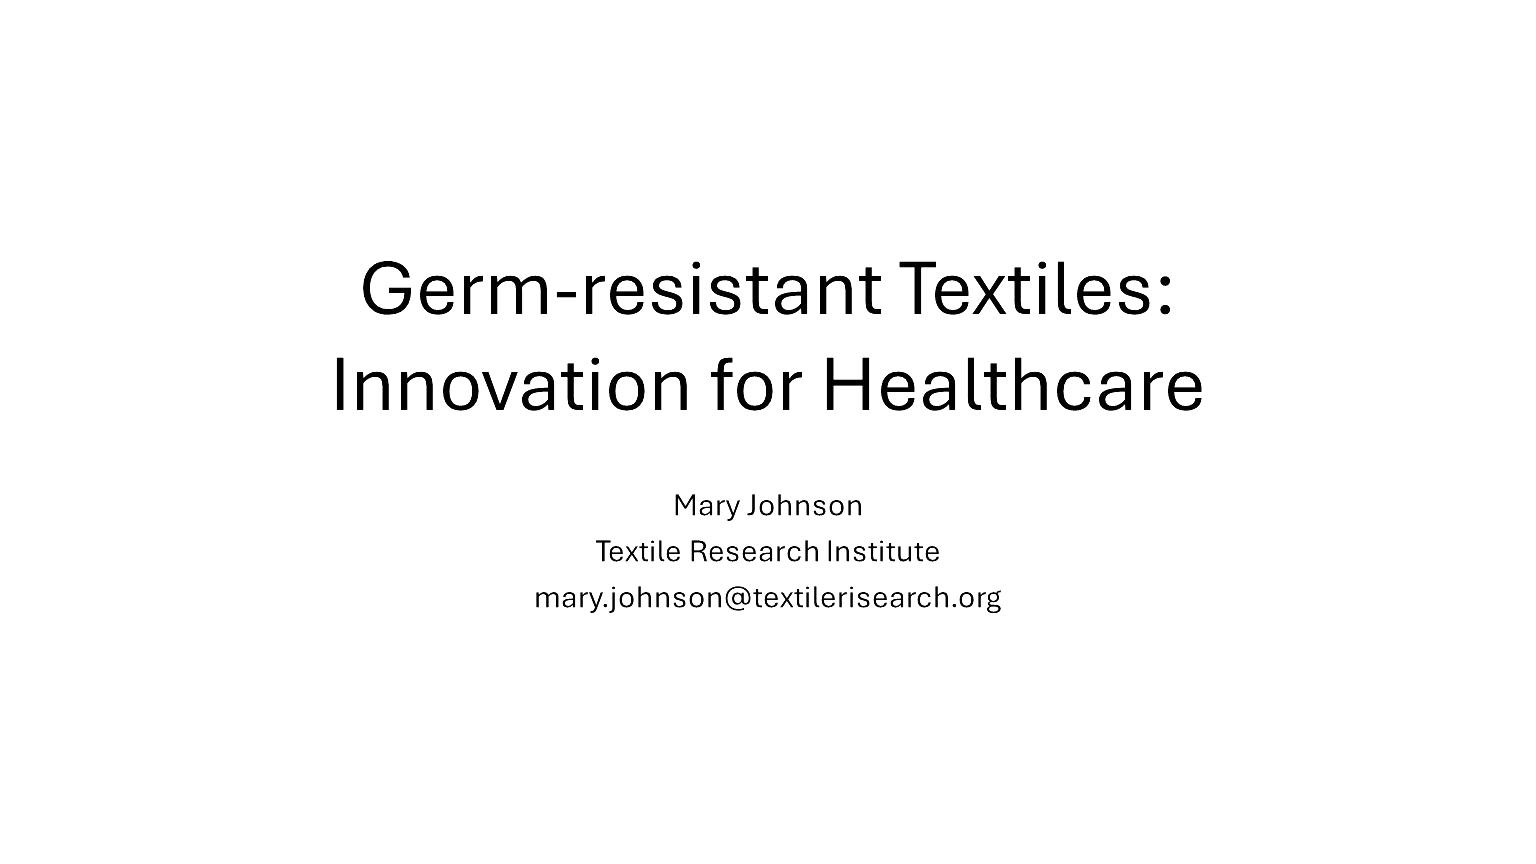 Germ-resistant Textiles:
Innovation for Healthcare
Mary Johnson
Textile Research Institute
mary.johnson@textilerisearch.org